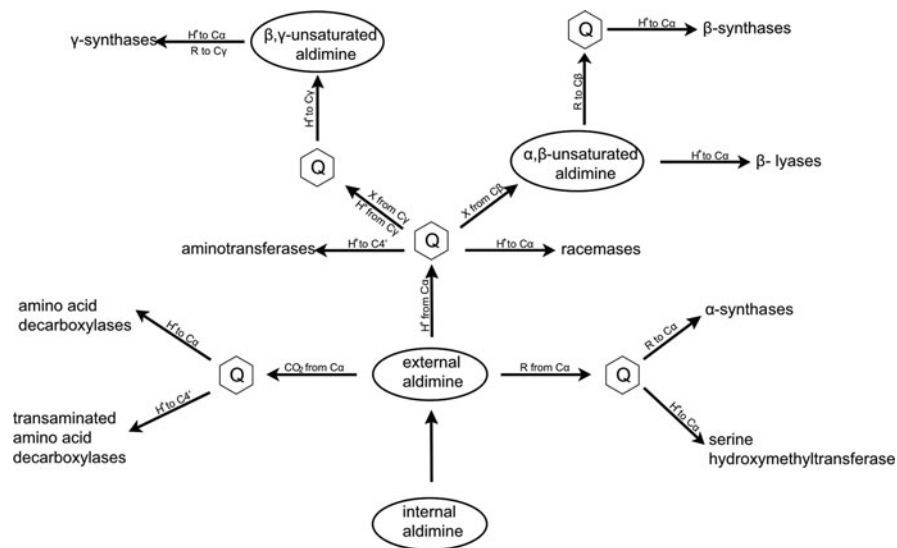 Q
H⁺ to Cα
β-synthases
γ-synthases
H⁺ to Cα
R to Cγ
β,γ-unsaturated
aldimine
R to Cβ
H⁺ to Cγ
α,β-unsaturated
aldimine
H⁺ to Cα
β- lyases
Q
X from Cγ
H⁺ from Cγ
X from Cβ
aminotransferases
H⁺ to C4'
Q
H⁺ to Cα
racemases
H⁺ from Cα
amino acid
decarboxylases
H⁺ to Cα
α-synthases
R to Cα
Q
CO₂ from Cα
external
aldimine
R from Cα
Q
H⁺ to C4'
transaminated
amino acid
decarboxylases
H⁺ to Cα
serine
hydroxymethyltransferase
internal
aldimine